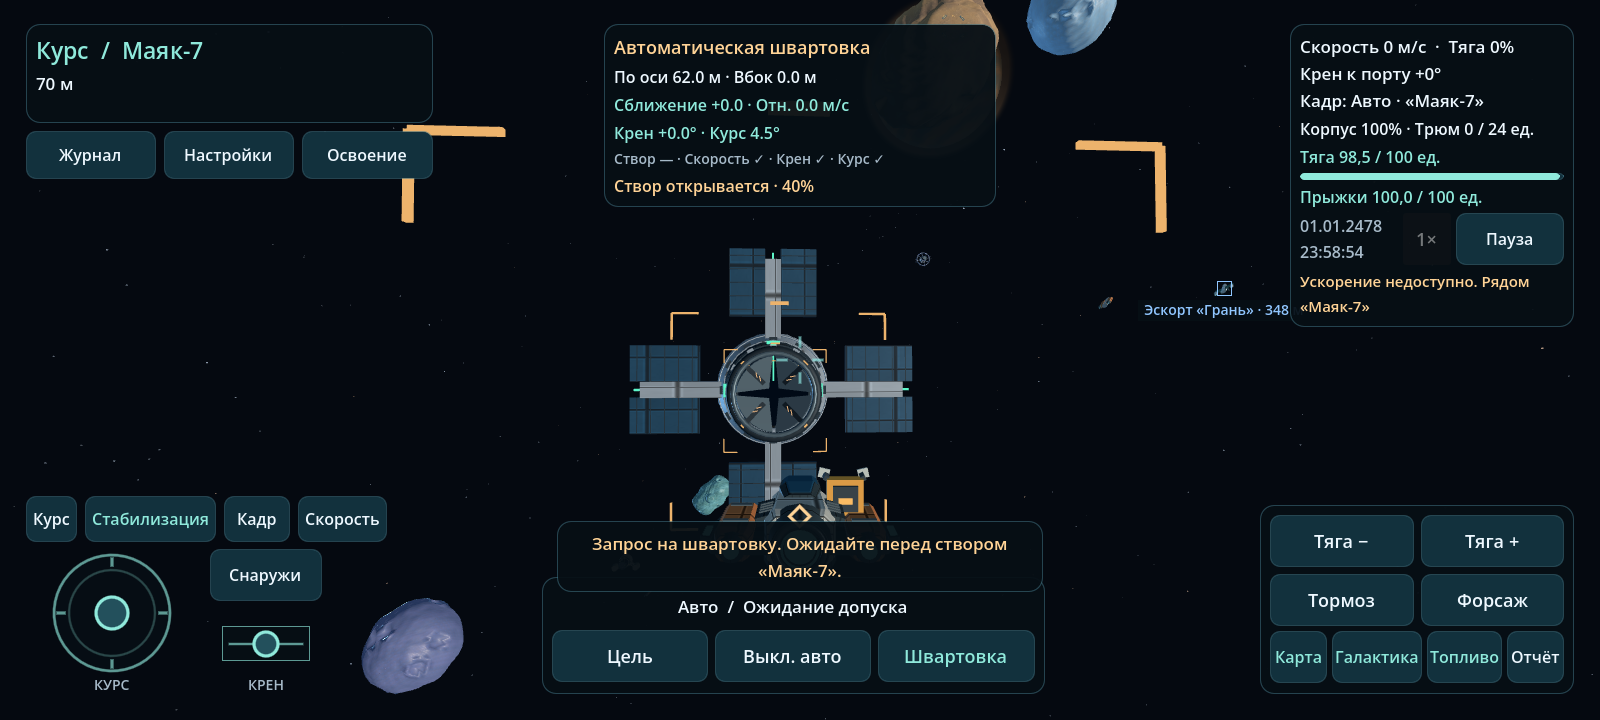 Курс / Маяк-7
70 м
Журнал
Настройки
Освоение
Автоматическая швартовка
По оси 62.0 м · Вбок 0.0 м
Сближение +0.0 · Отн. 0.0 м/с
Крен +0.0° · Курс 4.5°
Створ — · Скорость ✓ · Крен ✓ · Курс ✓
Створ открывается · 40%
Скорость 0 м/с · Тяга 0%
Крен к порту +0°
Кадр: Авто · «Маяк-7»
Корпус 100% · Трюм 0 / 24 ед.
Тяга 98,5 / 100 ед.
Прыжки 100,0 / 100 ед.
01.01.2478
23:58:54
1×
Пауза
Ускорение недоступно. Рядом
«Маяк-7»
Эскорт «Грань» · 348
Курс
Стабилизация
Кадр
Скорость
Снаружи
КУРС
КРЕН
Запрос на швартовку. Ожидайте перед створом
«Маяк-7».
Авто / Ожидание допуска
Цель
Выкл. авто
Швартовка
Тяга −
Тяга +
Тормоз
Форсаж
Карта
Галактика
Топливо
Отчёт